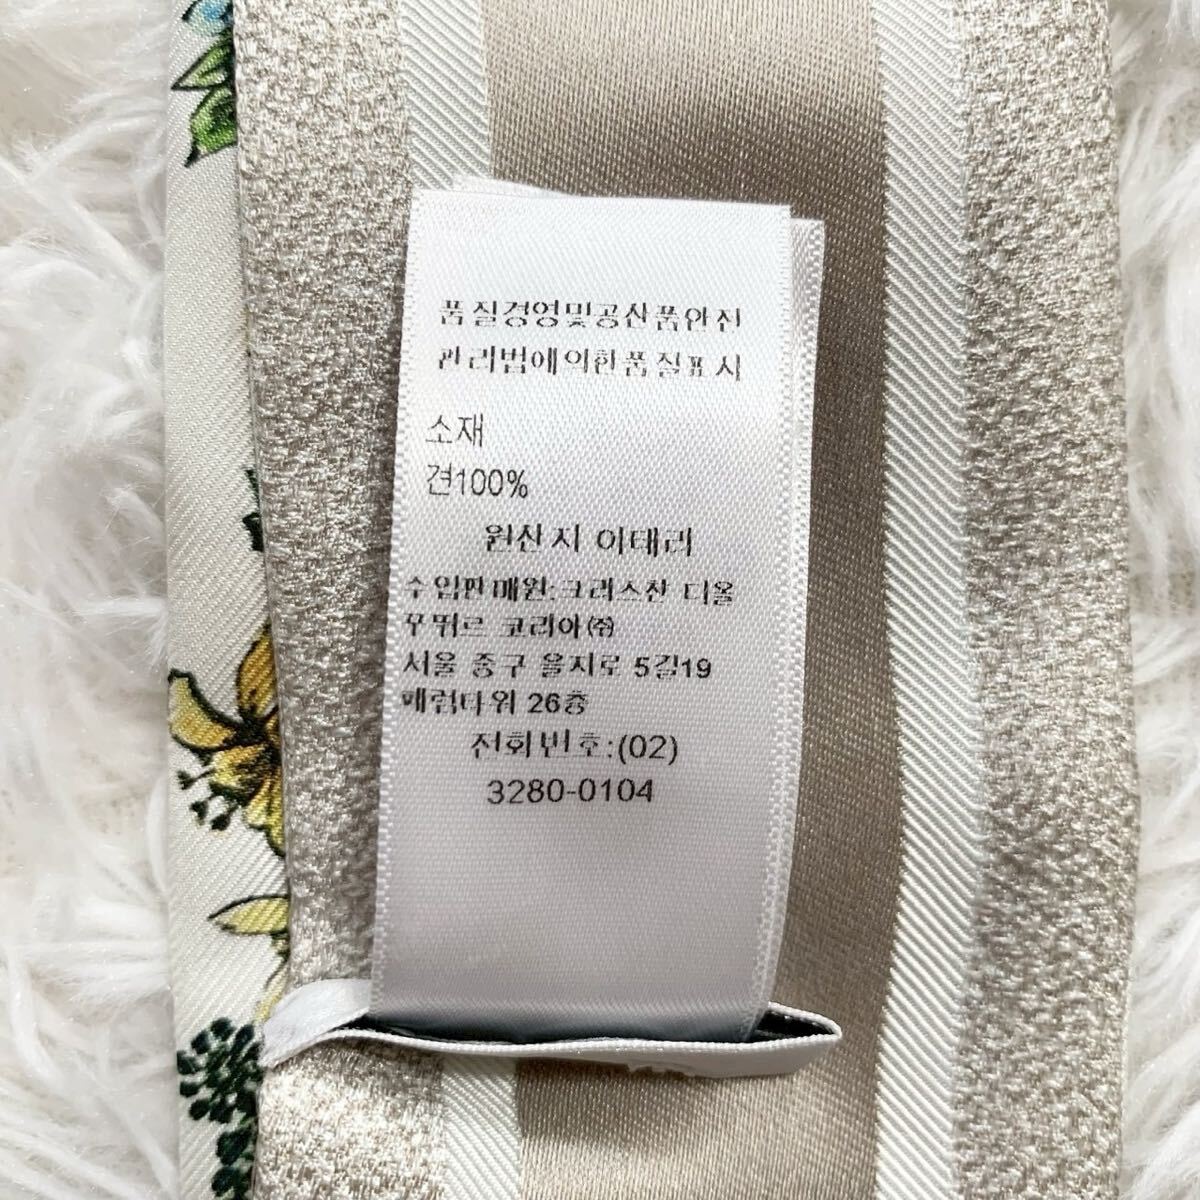 품질경영및공산품안전
관리법에의한품질표시
소재
견100%
원산지 이태리
수입판매원:크리스찬 디올
꾸뛰르 코리아㈜
서울 중구 을지로 5길19
페럼타워 26층
전화번호:(02)
3280-0104